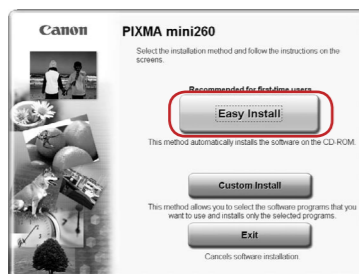 Canon
PIXMA mini260
Select the installation method and follow the instructions on the
screens.
Recommended for first-time users
Easy Install
This method automatically installs the software on the CD-ROM.
Custom Install
This method allows you to select the software programs that you
want to use and installs only the selected programs.
Exit
Cancels software installation.